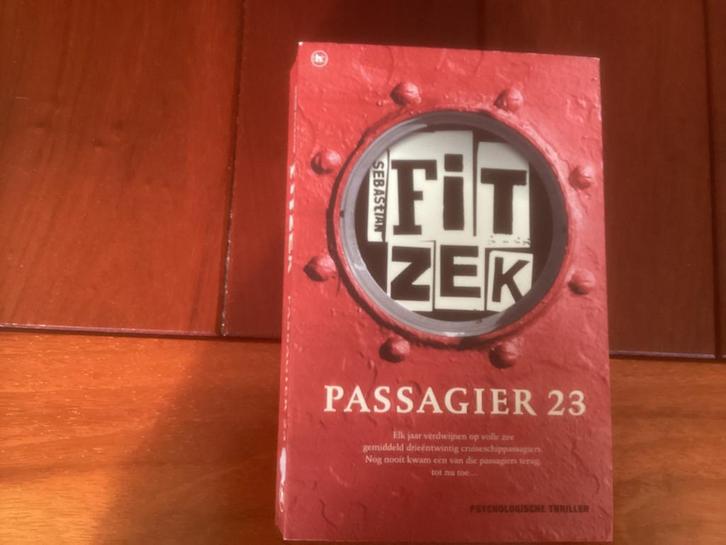 SEBASTIAN
FiT
ZEK
PASSAGIER 23
Elk jaar verdwijnen op volle zee
gemiddeld drieëntwintig cruiseschippassagiers.
Nog nooit kwam een van die passagiers terug,
tot nu toe...
PSYCHOLOGISCHE THRILLER